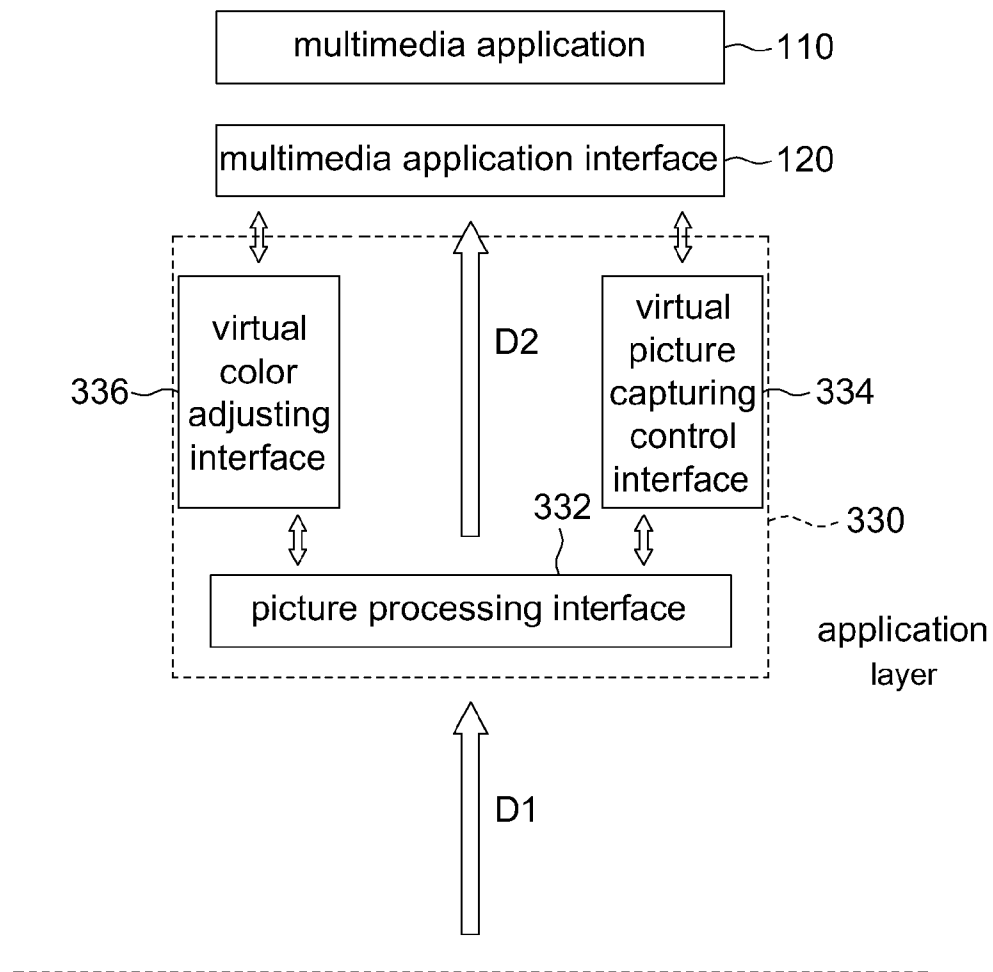 multimedia application
110
multimedia application interface
120
virtual
color
adjusting
interface
336
D2
virtual
picture
capturing
control
interface
334
332
330
picture processing interface
application
layer
D1